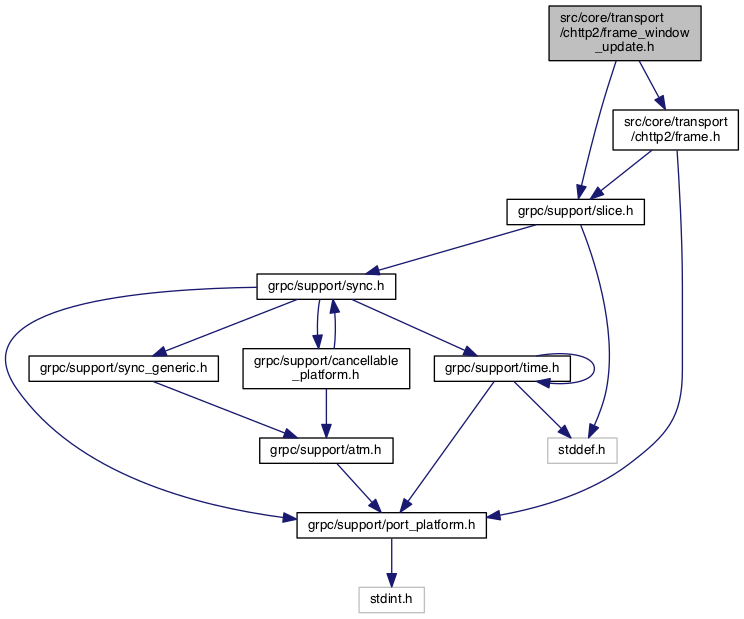 src/core/transport
/chttp2/frame_window
_update.h
src/core/transport
/chttp2/frame.h
grpc/support/slice.h
grpc/support/sync.h
grpc/support/sync_generic.h
grpc/support/cancellable
_platform.h
grpc/support/time.h
grpc/support/atm.h
stddef.h
grpc/support/port_platform.h
stdint.h